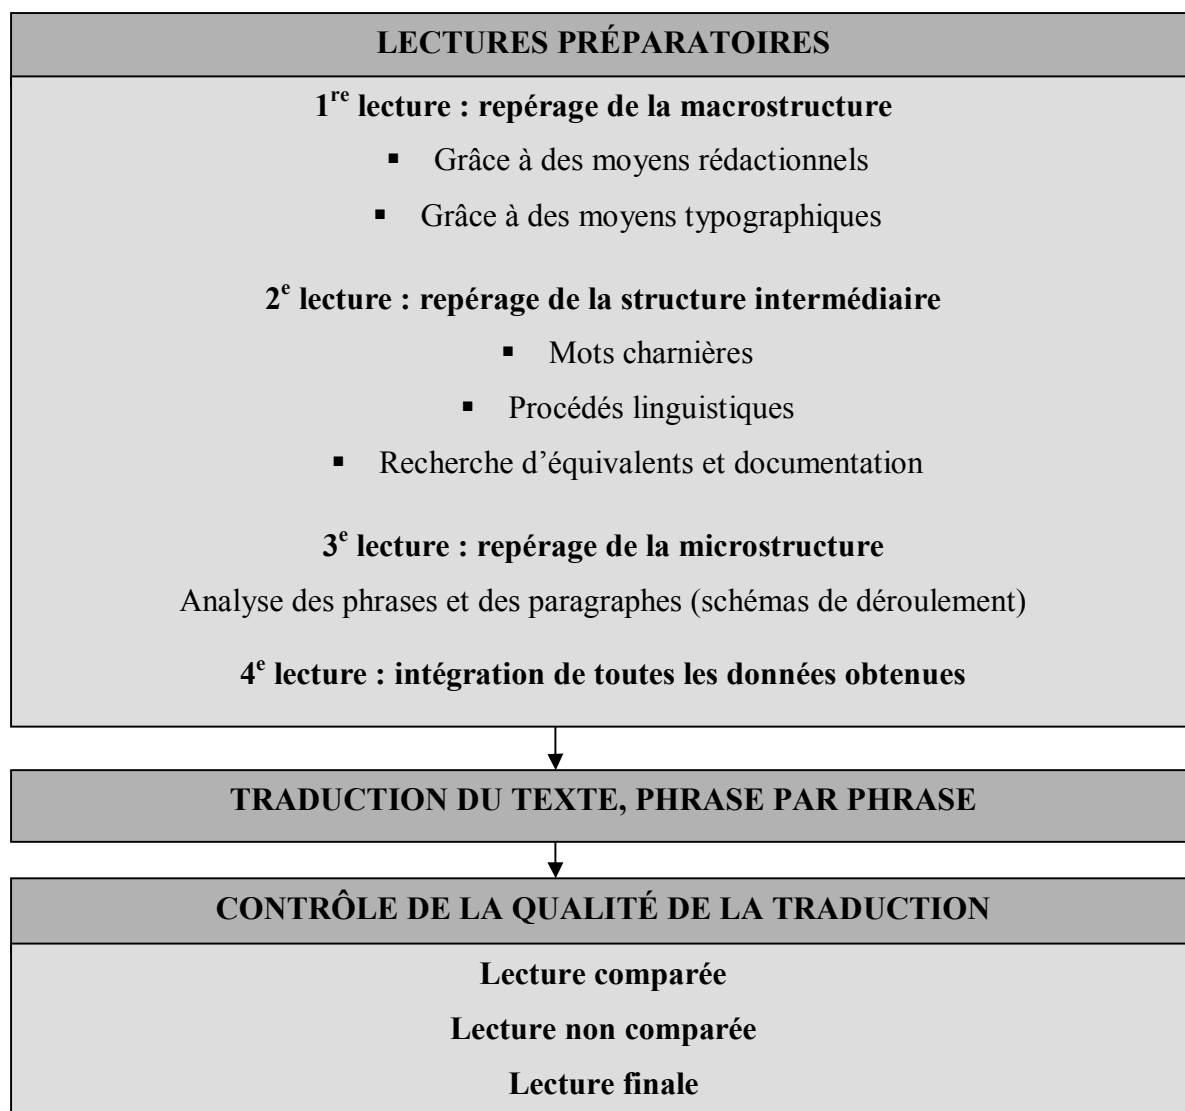 LECTURES PRÉPARATOIRES
1re lecture : repérage de la macrostructure
▪ Grâce à des moyens rédactionnels
▪ Grâce à des moyens typographiques
2e lecture : repérage de la structure intermédiaire
▪ Mots charnières
▪ Procédés linguistiques
▪ Recherche d’équivalents et documentation
3e lecture : repérage de la microstructure
Analyse des phrases et des paragraphes (schémas de déroulement)
4e lecture : intégration de toutes les données obtenues
TRADUCTION DU TEXTE, PHRASE PAR PHRASE
CONTRÔLE DE LA QUALITÉ DE LA TRADUCTION
Lecture comparée
Lecture non comparée
Lecture finale